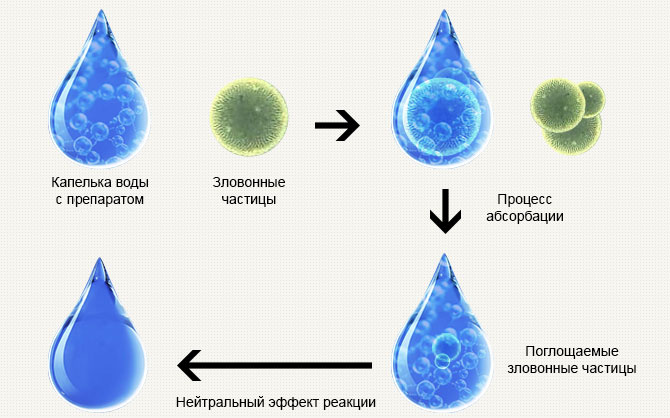 Капелька воды
с препаратом
Зловонные
частицы
Процесс
абсорбации
Поглощаемые
зловонные частицы
Нейтральный эффект реакции